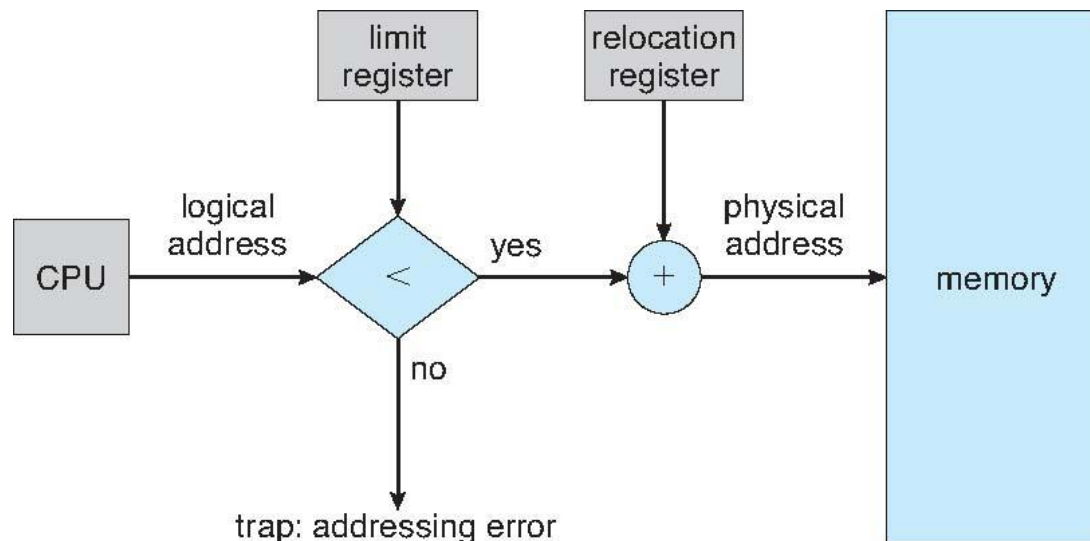 limit
register
relocation
register
logical
address
physical
address
CPU
<
yes
+
memory
no
trap: addressing error